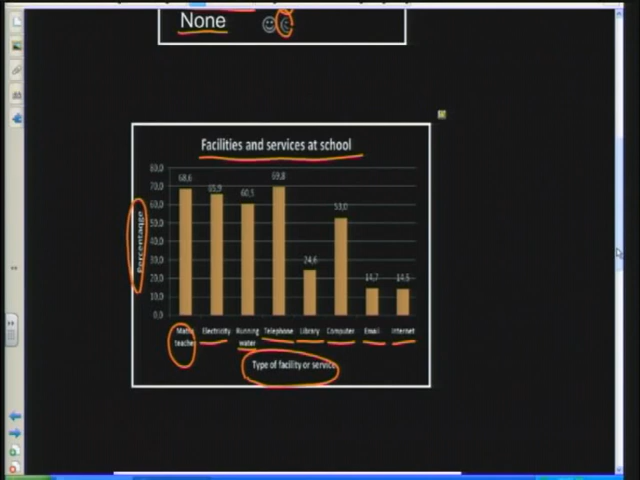 None
Facilities and services at school
80,0
70,0
60,0
50,0
40,0
30,0
20,0
10,0
0,0
68,6
65,9
60,5
69,8
24,6
53,0
14,7
14,5
Percentage
Maths teacher
Electricity
Running water
Telephone
Library
Computer
Email
Internet
Type of facility or service